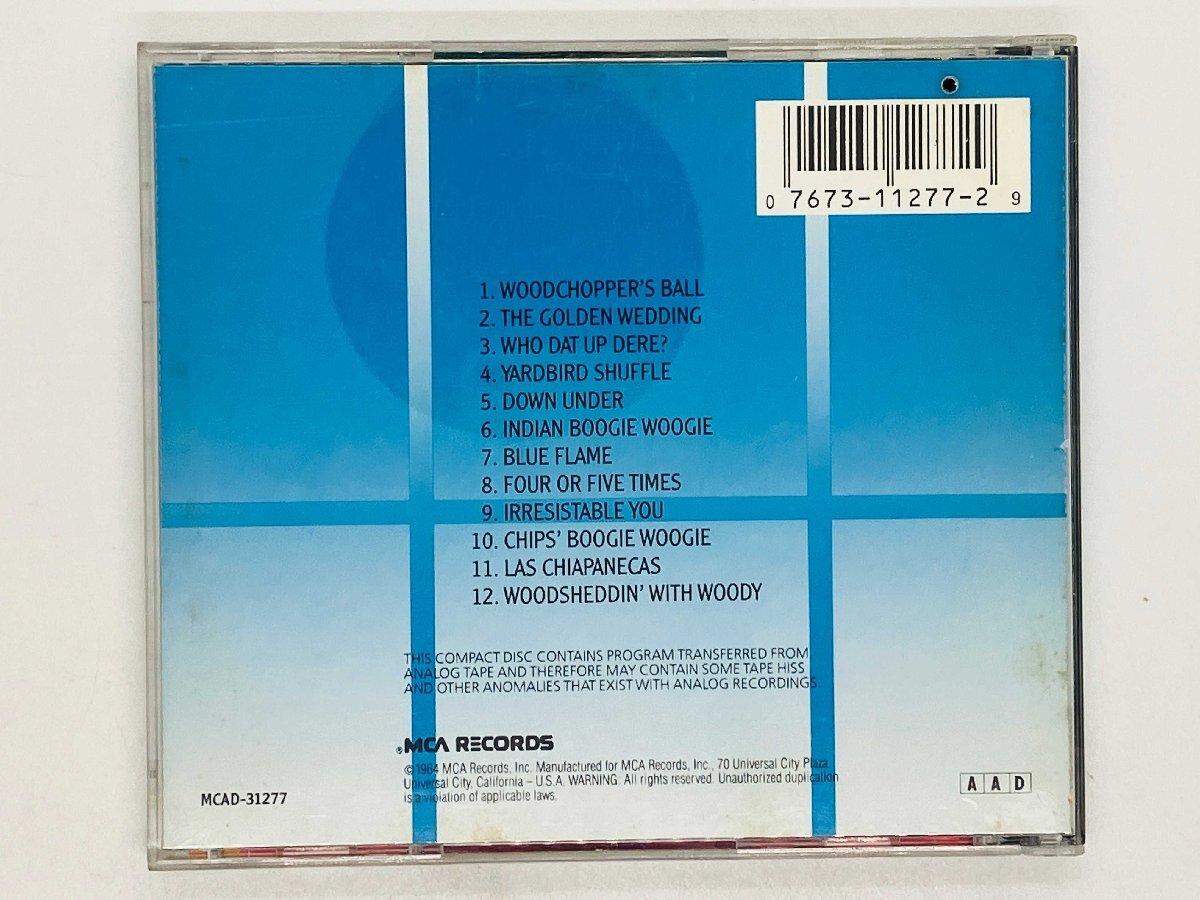 0 7673-11277-2 9
1. WOODCHOPPER'S BALL
2. THE GOLDEN WEDDING
3. WHO DAT UP DERE?
4. YARDBIRD SHUFFLE
5. DOWN UNDER
6. INDIAN BOOGIE WOOGIE
7. BLUE FLAME
8. FOUR OR FIVE TIMES
9. IRRESISTABLE YOU
10. CHIPS' BOOGIE WOOGIE
11. LAS CHIAPANECAS
12. WOODSHEDDIN' WITH WOODY
THIS COMPACT DISC CONTAINS PROGRAM TRANSFERRED FROM
ANALOG TAPE AND THEREFORE MAY CONTAIN SOME TAPE HISS
AND OTHER ANOMALIES THAT EXIST WITH ANALOG RECORDINGS.
®MCA RECORDS
© 1964 MCA Records, Inc. Manufactured for MCA Records, Inc., 70 Universal City Plaza,
Universal City, California – U.S.A. WARNING: All rights reserved. Unauthorized duplication
is a violation of applicable laws.
MCAD-31277
A A D